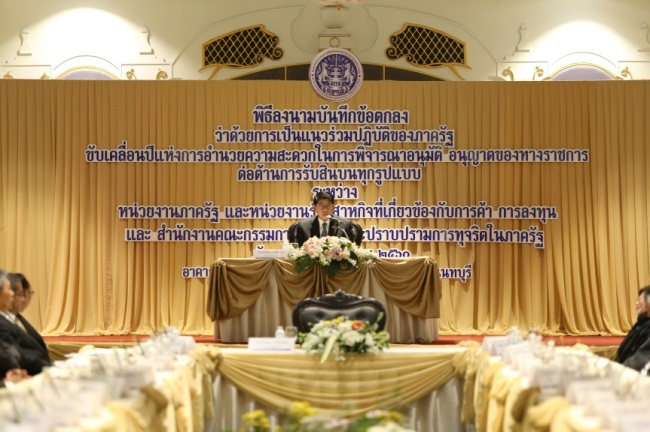 พิธีลงนามบันทึกข้อตกลง
ว่าด้วยการเป็นแนวร่วมปฏิบัติของภาครัฐ
ขับเคลื่อนปีแห่งการอำนวยความสะดวกในการพิจารณาอนุมัติ อนุญาตของทางราชการ
ต่อต้านการรับสินบนทุกรูปแบบ
ระหว่าง
หน่วยงานภาครัฐ และหน่วยงาน สาหกิจที่เกี่ยวข้องกับการค้า การลงทุน
และ สำนักงานคณะกรรมกา ะปราบปรามการทุจริตในภาครัฐ
๒๕๖๐
อาคา นทบุรี